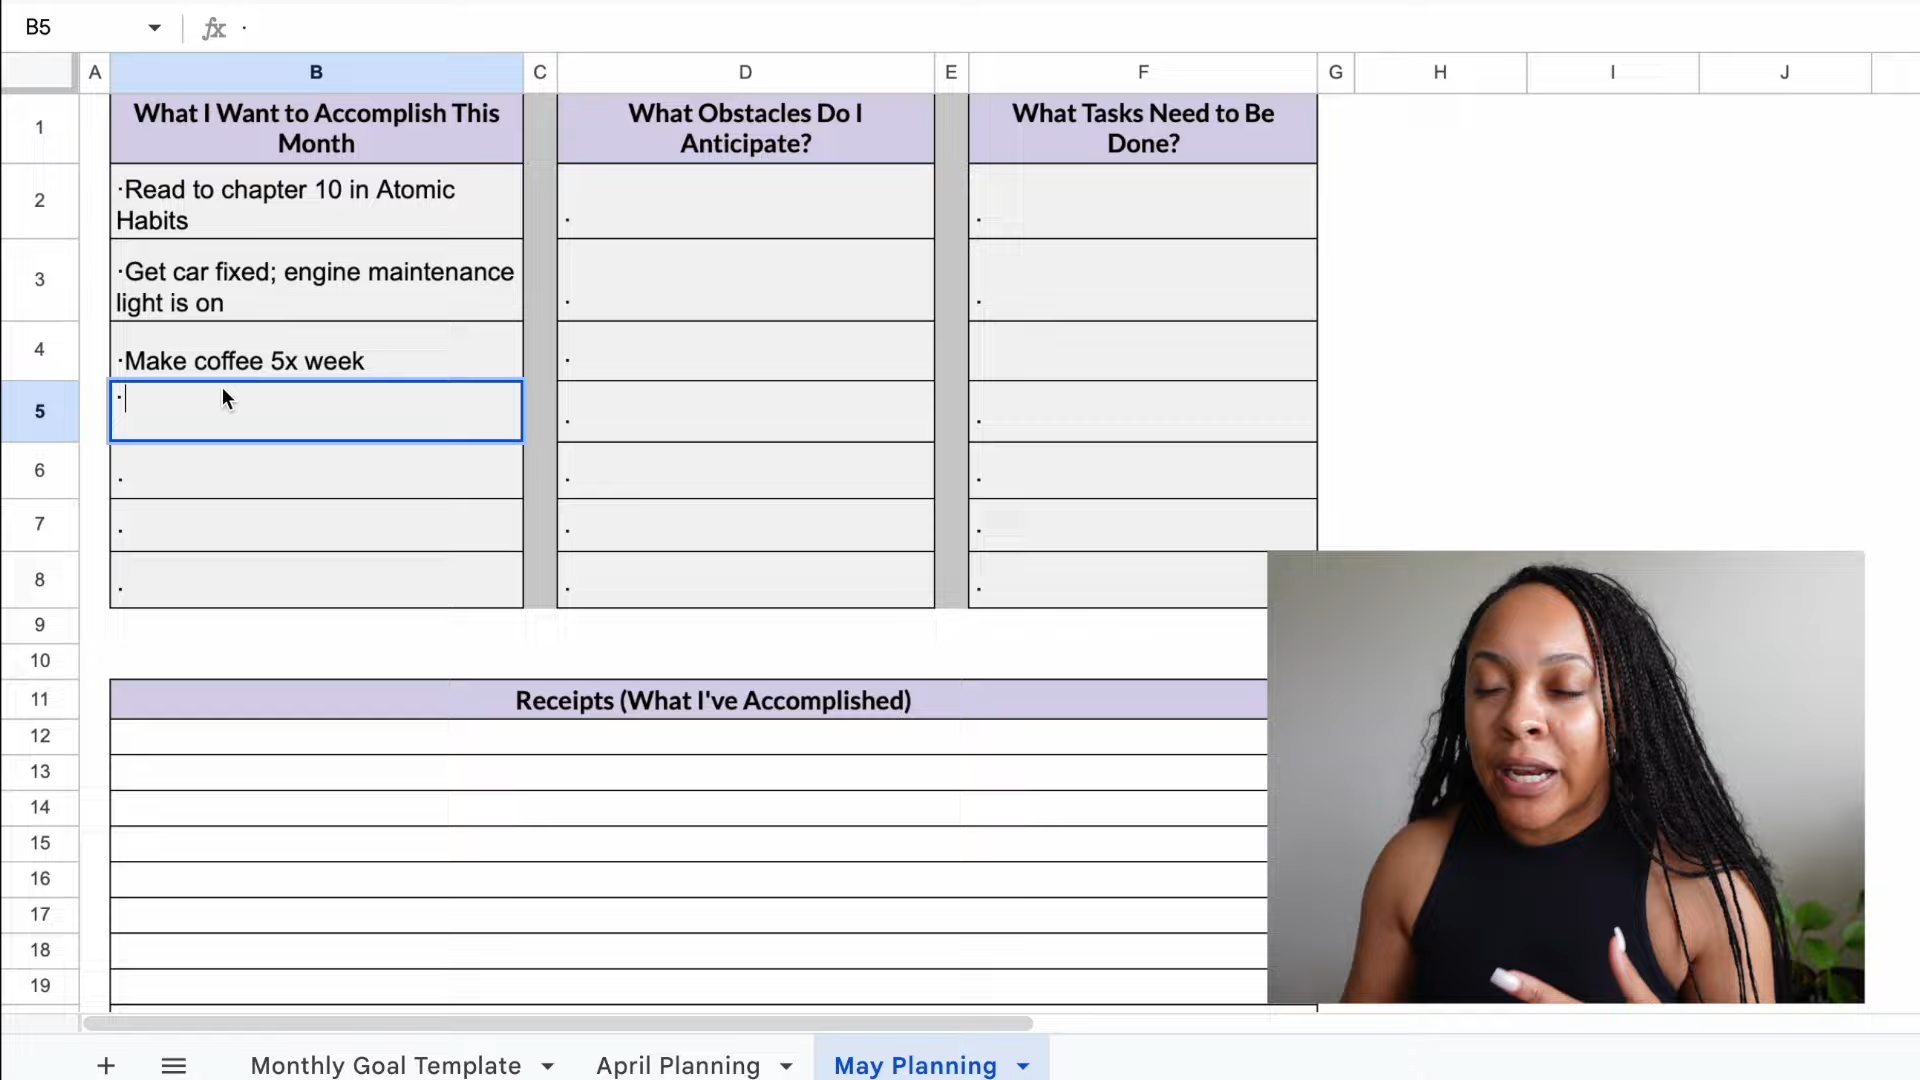 B5
fx ·
A B C D E F G H I J
1 What I Want to Accomplish This
Month
What Obstacles Do I
Anticipate?
What Tasks Need to Be
Done?
2 ·Read to chapter 10 in Atomic
Habits
·
·
3 ·Get car fixed; engine maintenance
light is on
·
·
4 ·Make coffee 5x week
·
·
5 ·
·
·
6 ·
·
·
7 ·
·
·
8 ·
·
·
9
10
11 Receipts (What I've Accomplished)
12
13
14
15
16
17
18
19
+ Monthly Goal Template April Planning May Planning